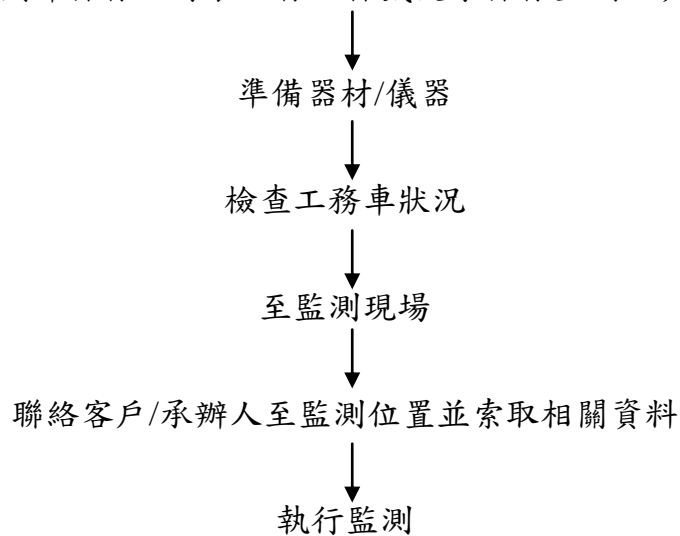 準備器材/儀器
檢查工務車狀況
至監測現場
聯絡客戶/承辦人至監測位置並索取相關資料
執行監測